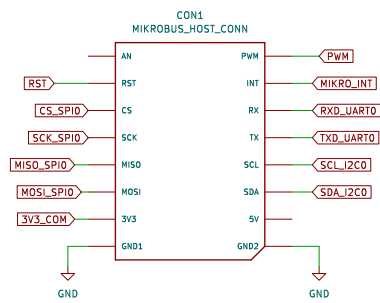 CON1
MIKROBUS_HOST_CONN
AN PWM PWM
RST RST INT MIKRO_INT
CS_SPI0 CS RX RXD_UART0
SCK_SPI0 SCK TX TXD_UART0
MISO_SPI0 MISO SCL SCL_I2C0
MOSI_SPI0 MOSI SDA SDA_I2C0
3V3_COM 3V3 5V
GND1 GND2
GND GND